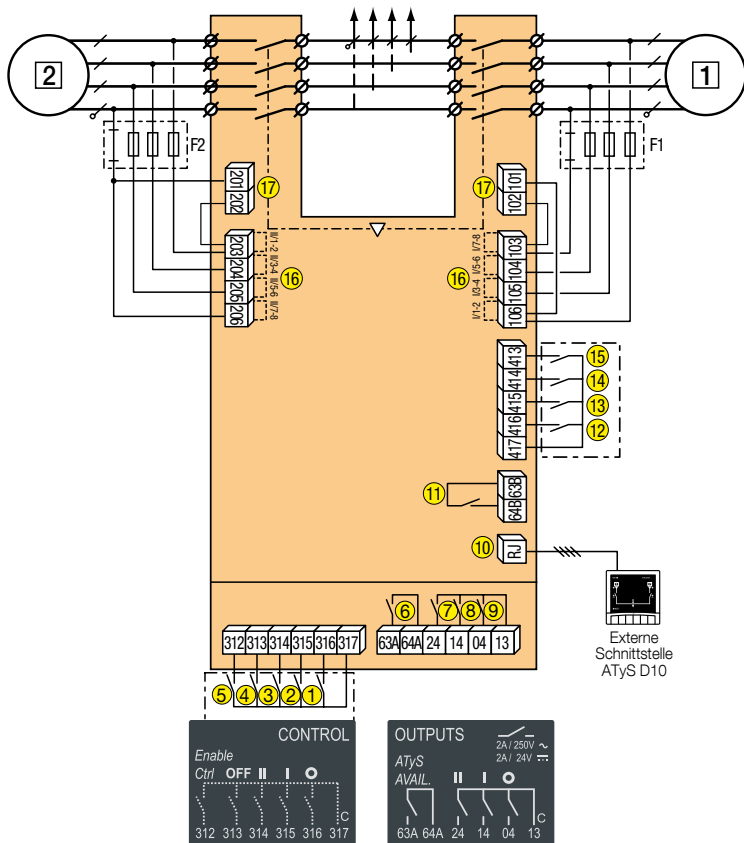 2
1
F2
F1
201
202
17
17
101
102
203
204
205
206
II/1-2
II/3-4
II/5-6
II/7-8
16
16
I/7-8
I/5-6
I/3-4
I/1-2
103
104
105
106
413
414
415
416
417
15
14
13
12
11
63B
64B
10
RJ
Externe
Schnittstelle
ATyS D10
6
7
8
9
312 313 314 315 316 317
63A 64A 24 14 04 13
5 4 3 2 1
CONTROL
Enable
Ctrl OFF II I O
C
312 313 314 315 316 317
OUTPUTS
2A / 250V ~
2A / 24V ⎓
ATyS
AVAIL. II I O
C
63A 64A 24 14 04 13